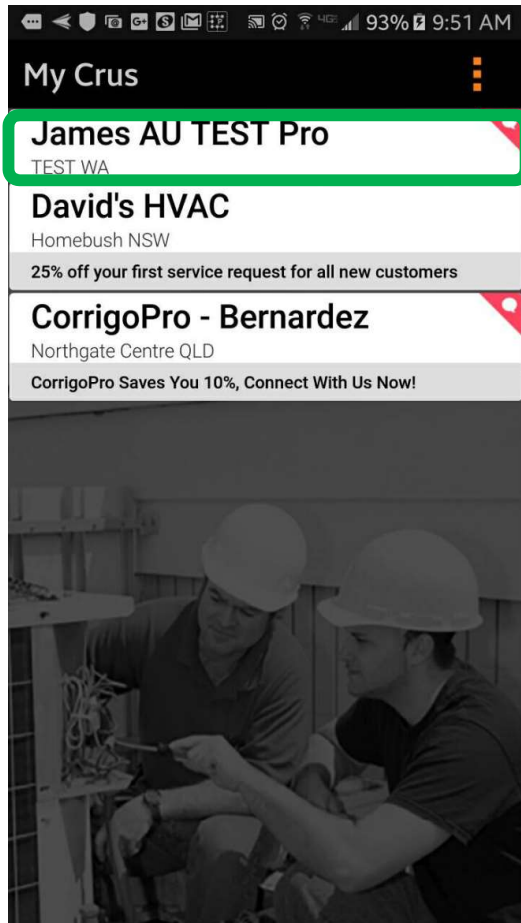 4G 93% 9:51 AM
My Crus
James AU TEST Pro
TEST WA
David's HVAC
Homebush NSW
25% off your first service request for all new customers
CorrigoPro - Bernardez
Northgate Centre QLD
CorrigoPro Saves You 10%, Connect With Us Now!